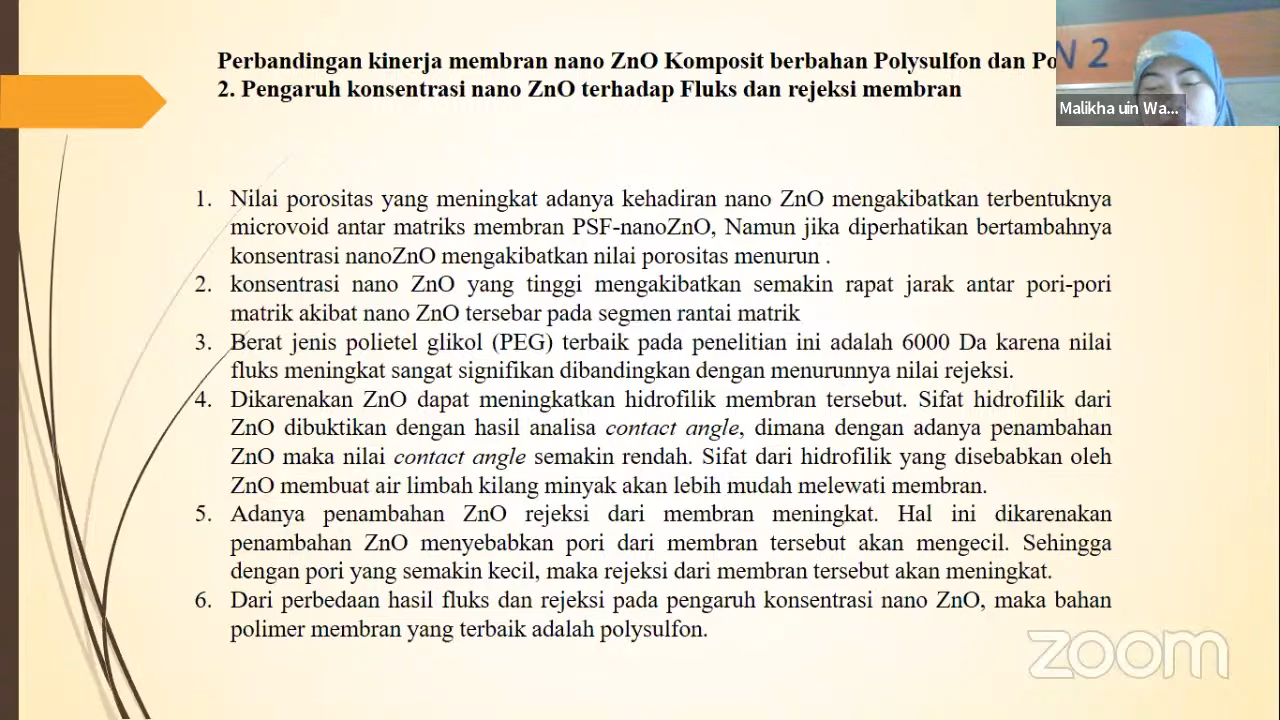 Perbandingan kinerja membran nano ZnO Komposit berbahan Polysulfon dan Po
2. Pengaruh konsentrasi nano ZnO terhadap Fluks dan rejeksi membran
N 2
Malikha uin Wa...
1. Nilai porositas yang meningkat adanya kehadiran nano ZnO mengakibatkan terbentuknya
microvoid antar matriks membran PSF-nanoZnO, Namun jika diperhatikan bertambahnya
konsentrasi nanoZnO mengakibatkan nilai porositas menurun .
2. konsentrasi nano ZnO yang tinggi mengakibatkan semakin rapat jarak antar pori-pori
matrik akibat nano ZnO tersebar pada segmen rantai matrik
3. Berat jenis polietel glikol (PEG) terbaik pada penelitian ini adalah 6000 Da karena nilai
fluks meningkat sangat signifikan dibandingkan dengan menurunnya nilai rejeksi.
4. Dikarenakan ZnO dapat meningkatkan hidrofilik membran tersebut. Sifat hidrofilik dari
ZnO dibuktikan dengan hasil analisa contact angle, dimana dengan adanya penambahan
ZnO maka nilai contact angle semakin rendah. Sifat dari hidrofilik yang disebabkan oleh
ZnO membuat air limbah kilang minyak akan lebih mudah melewati membran.
5. Adanya penambahan ZnO rejeksi dari membran meningkat. Hal ini dikarenakan
penambahan ZnO menyebabkan pori dari membran tersebut akan mengecil. Sehingga
dengan pori yang semakin kecil, maka rejeksi dari membran tersebut akan meningkat.
6. Dari perbedaan hasil fluks dan rejeksi pada pengaruh konsentrasi nano ZnO, maka bahan
polimer membran yang terbaik adalah polysulfon.
zoom